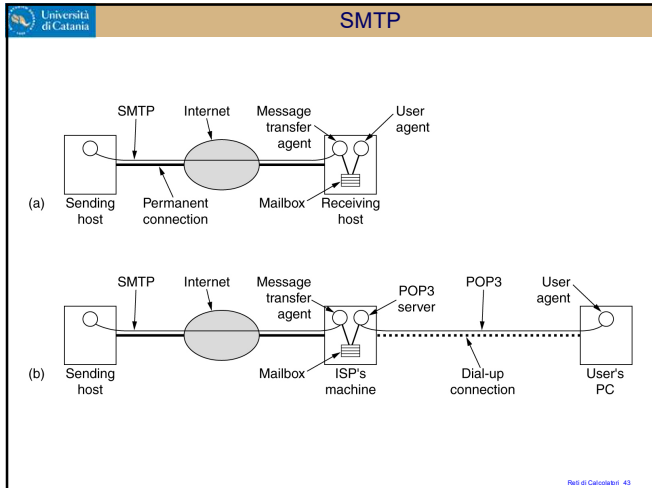 Università
di Catania
SMTP
SMTP
Internet
Message
transfer
agent
User
agent
(a)
Sending
host
Permanent
connection
Mailbox
Receiving
host
SMTP
Internet
Message
transfer
agent
POP3
server
POP3
User
agent
(b)
Sending
host
Mailbox
ISP's
machine
Dial-up
connection
User's
PC
Reti di Calcolatori 43